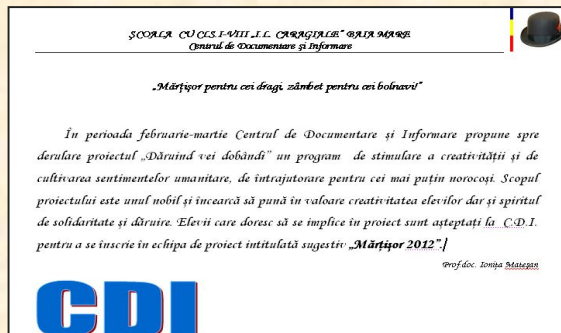 ŞCOALA CU CLS. I-VIII „I.L. CARAGIALE” BAIA MARE
Centrul de Documentare şi Informare
„Mărţişor pentru cei dragi, zâmbet pentru cei bolnavi!”
În perioada februarie-martie Centrul de Documentare şi Informare propune spre
derulare proiectul „Dăruind vei dobândi” un program de stimulare a creativităţii şi de
cultivarea sentimentelor umanitare, de întrajutorare pentru cei mai puţin norocoşi. Scopul
proiectului este unul nobil şi încearcă să pună în valoare creativitatea elevilor dar şi spiritul
de solidaritate şi dăruire. Elevii care doresc să se implice în proiect sunt aşteptaţi la C.D.I.
pentru a se înscrie în echipa de proiect intitulată sugestiv „Mărţişor 2012”.
Prof.doc. Ioniţa Mateşan
CDI